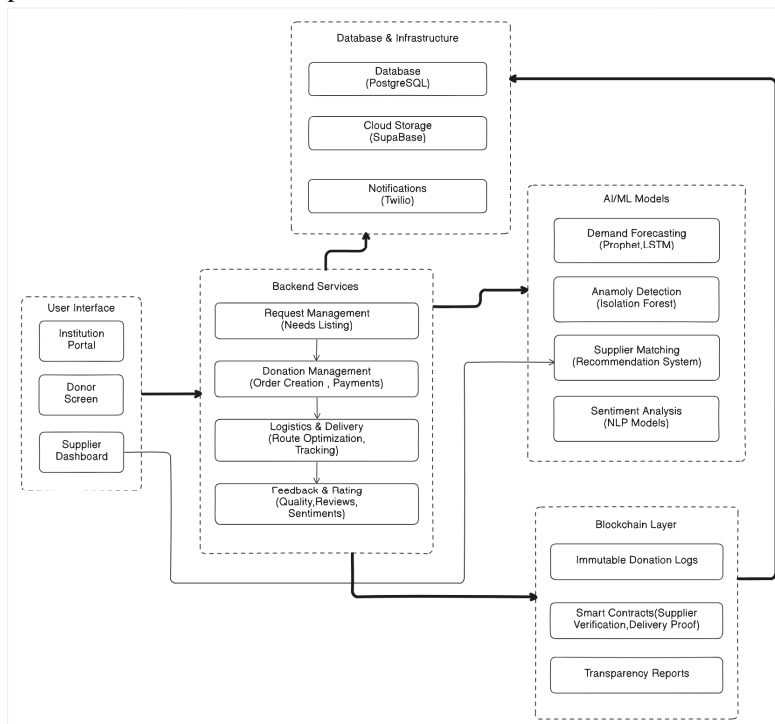 Database & Infrastructure
Database
(PostgreSQL)
Cloud Storage
(SupaBase)
Notifications
(Twilio)
AI/ML Models
Demand Forecasting
(Prophet,LSTM)
Anamoly Detection
(Isolation Forest)
Supplier Matching
(Recommendation System)
Sentiment Analysis
(NLP Models)
Backend Services
Request Management
(Needs Listing)
Donation Management
(Order Creation , Payments)
Logistics & Delivery
(Route Optimization,
Tracking)
Feedback & Rating
(Quality,Reviews,
Sentiments)
User Interface
Institution
Portal
Donor
Screen
Supplier
Dashboard
Blockchain Layer
Immutable Donation Logs
Smart Contracts(Supplier
Verification,Delivery Proof)
Transparency Reports